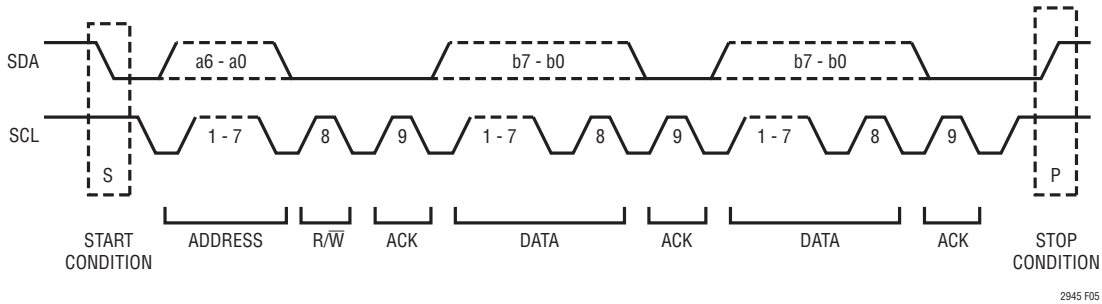 SDA
a6 - a0
b7 - b0
b7 - b0
SCL
1 - 7
8
9
1 - 7
8
9
1 - 7
8
9
S
P
START
CONDITION
ADDRESS
R/W̅
ACK
DATA
ACK
DATA
ACK
STOP
CONDITION
2945 F05